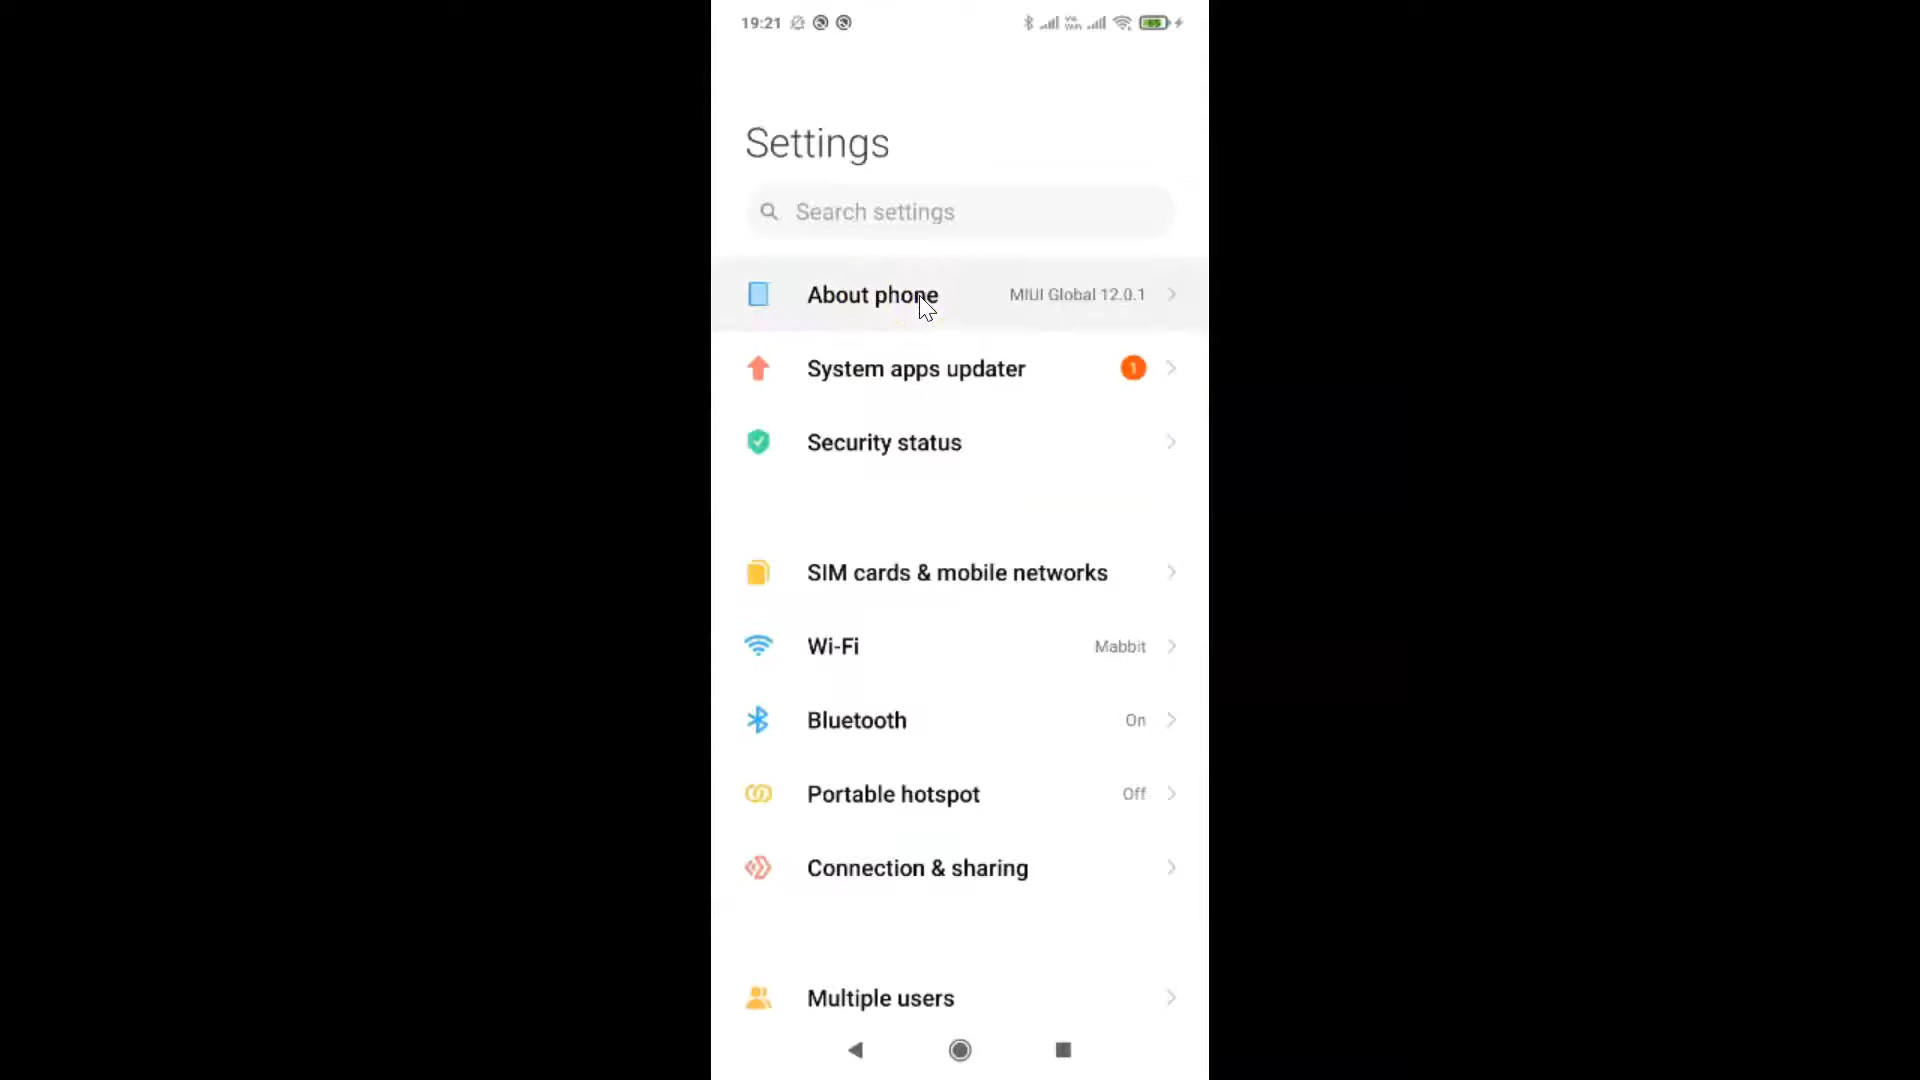 19:21
65
Settings
Search settings
About phone MIUI Global 12.0.1
System apps updater 1
Security status
SIM cards & mobile networks
Wi-Fi Mabbit
Bluetooth On
Portable hotspot Off
Connection & sharing
Multiple users